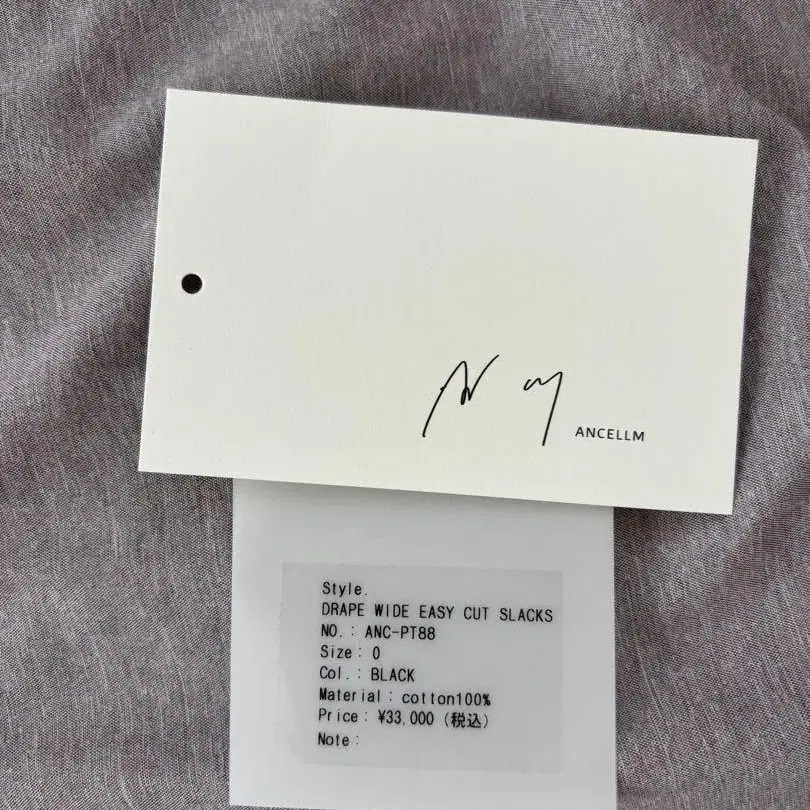 ANCELLM
Style.
DRAPE WIDE EASY CUT SLACKS
NO.: ANC-PT88
Size: 0
Col.: BLACK
Material: cotton100%
Price: ¥33,000 (税込)
Note: